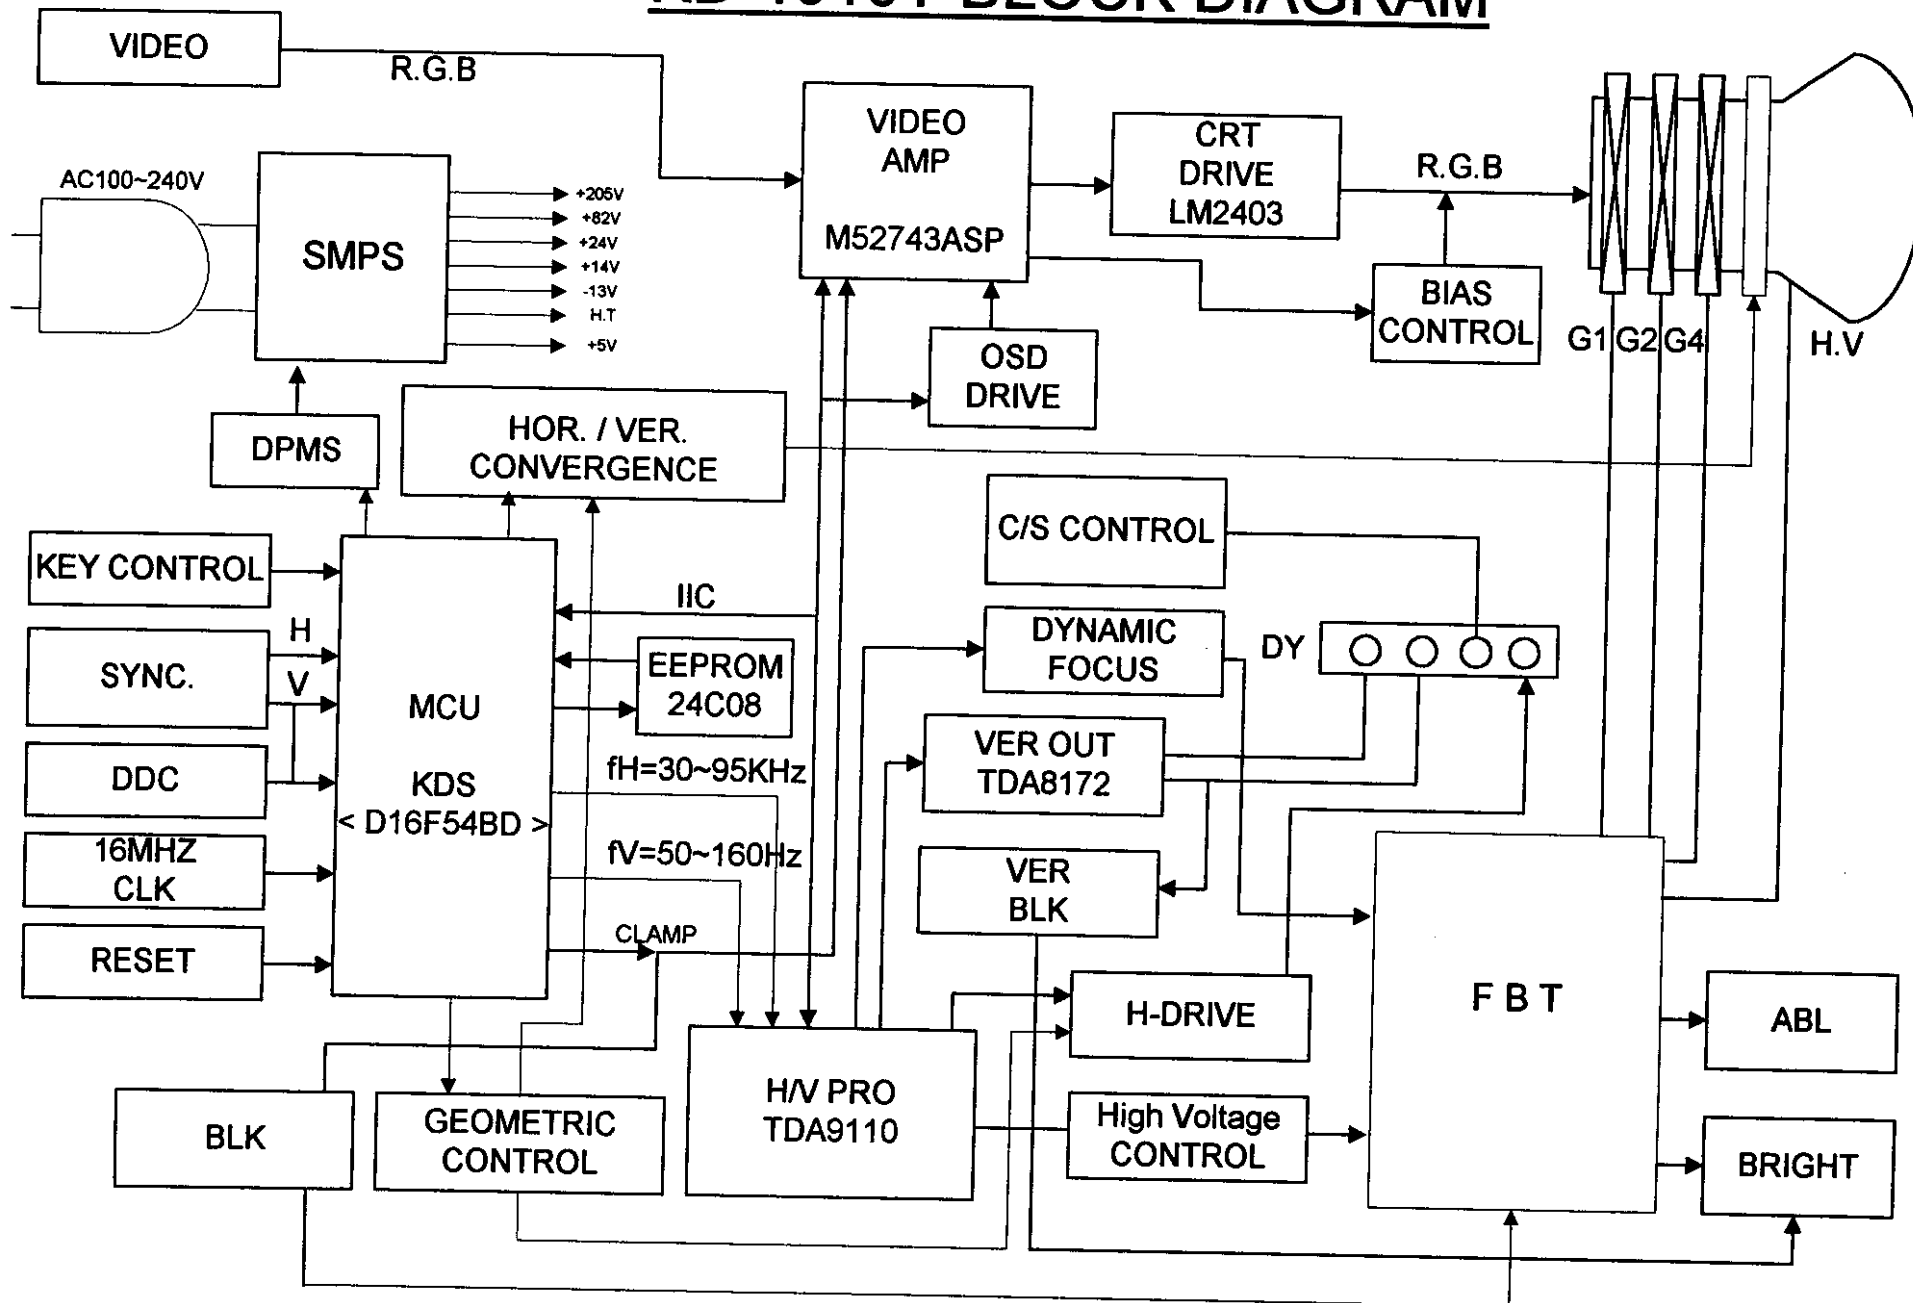 BLOCK DIAGRAM
VIDEO
R.G.B
VIDEO
AMP
M52743ASP
CRT
DRIVE
LM2403
R.G.B
AC100~240V
SMPS
+205V
+82V
+24V
+14V
-13V
H.T
+5V
BIAS
CONTROL
G1 G2 G4
H.V
OSD
DRIVE
DPMS
HOR. / VER.
CONVERGENCE
C/S CONTROL
KEY CONTROL
IIC
H
SYNC.
V
MCU
KDS
< D16F54BD >
EEPROM
24C08
DYNAMIC
FOCUS
DY
DDC
fH=30~95KHz
VER OUT
TDA8172
16MHZ
CLK
fV=50~160Hz
VER
BLK
RESET
CLAMP
H-DRIVE
F B T
ABL
BLK
GEOMETRIC
CONTROL
H/V PRO
TDA9110
High Voltage
CONTROL
BRIGHT